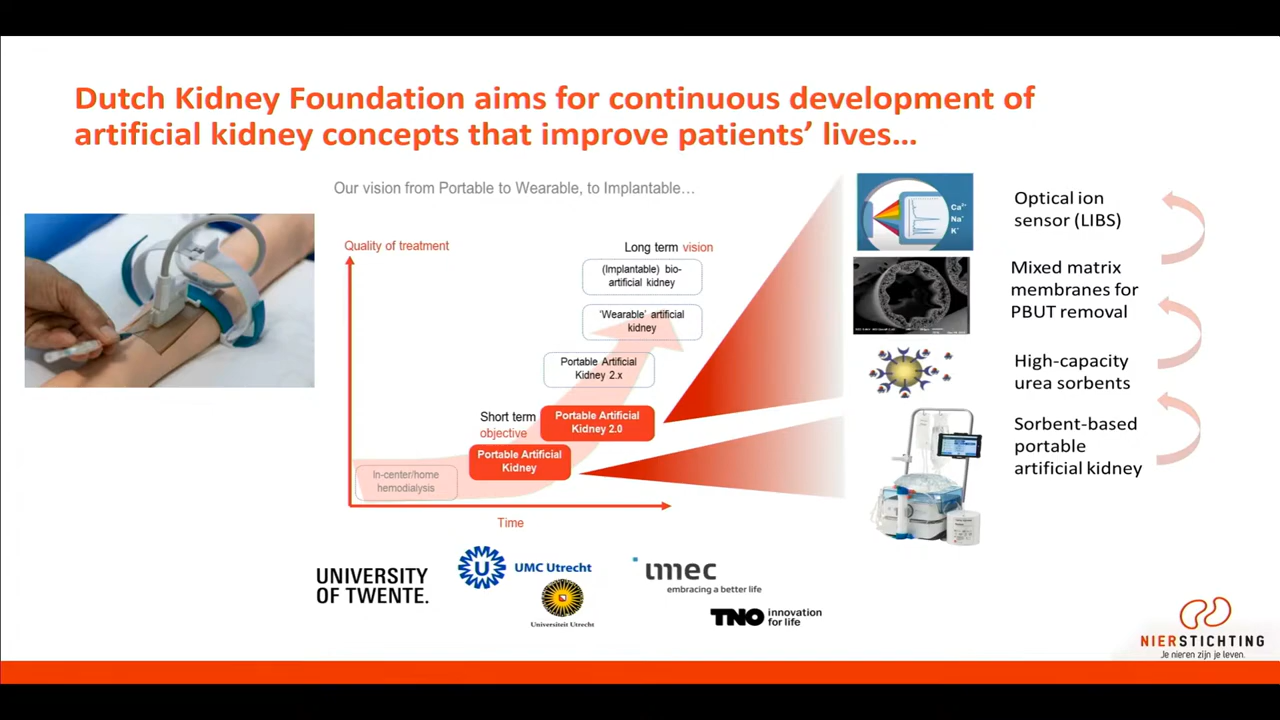 Dutch Kidney Foundation aims for continuous development of
artificial kidney concepts that improve patients’ lives…
Our vision from Portable to Wearable, to Implantable…
Quality of treatment
Long term vision
(Implantable) bio-
artificial kidney
‘Wearable’ artificial
kidney
Portable Artificial
Kidney 2.x
Short term
objective
Portable Artificial
Kidney 2.0
Portable Artificial
Kidney
In-center/home
hemodialysis
Time
Ca²⁺
Na⁺
K⁺
Optical ion
sensor (LIBS)
Mixed matrix
membranes for
PBUT removal
High-capacity
urea sorbents
Sorbent-based
portable
artificial kidney
UNIVERSITY
OF TWENTE.
U
UMC Utrecht
Universiteit Utrecht
imec
embracing a better life
TNO innovation
for life
NIERSTICHTING
Je nieren zijn je leven.